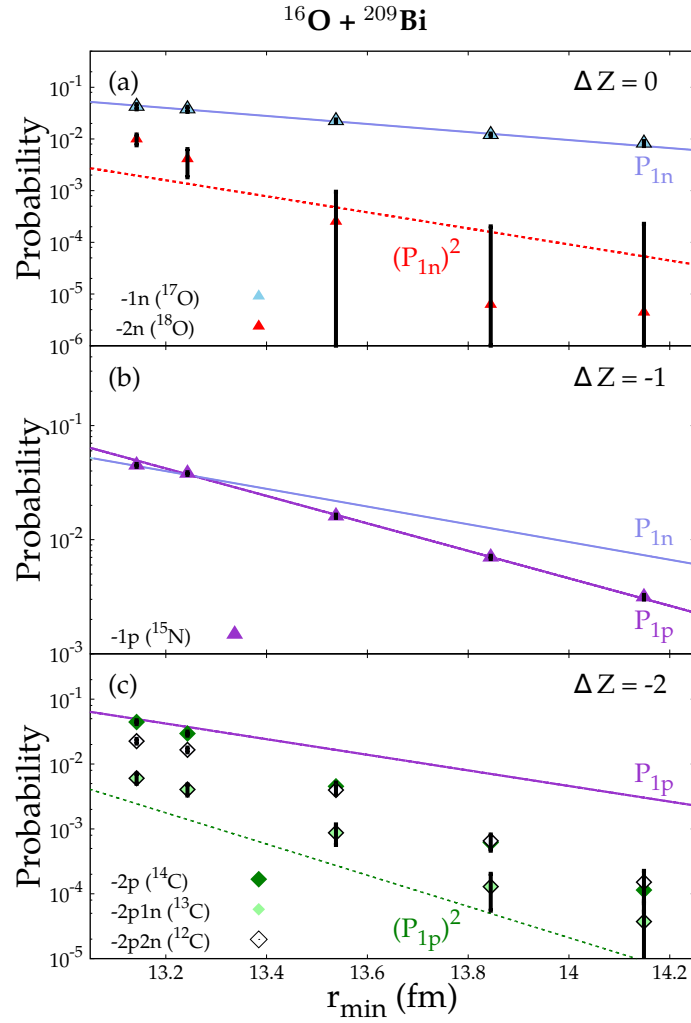 ¹⁶O + ²⁰⁹Bi
(a)
Δ Z = 0
Probability
10⁻¹
10⁻²
10⁻³
10⁻⁴
10⁻⁵
10⁻⁶
P₁ₙ
(P₁ₙ)²
-1n (¹⁷O)
-2n (¹⁸O)
(b)
Δ Z = -1
Probability
10⁻¹
10⁻²
10⁻³
P₁ₙ
P₁ₚ
-1p (¹⁵N)
(c)
Δ Z = -2
Probability
10⁻¹
10⁻²
10⁻³
10⁻⁴
10⁻⁵
P₁ₚ
(P₁ₚ)²
-2p (¹⁴C)
-2p1n (¹³C)
-2p2n (¹²C)
13.2 13.4 13.6 13.8 14 14.2
rₘᵢₙ (fm)